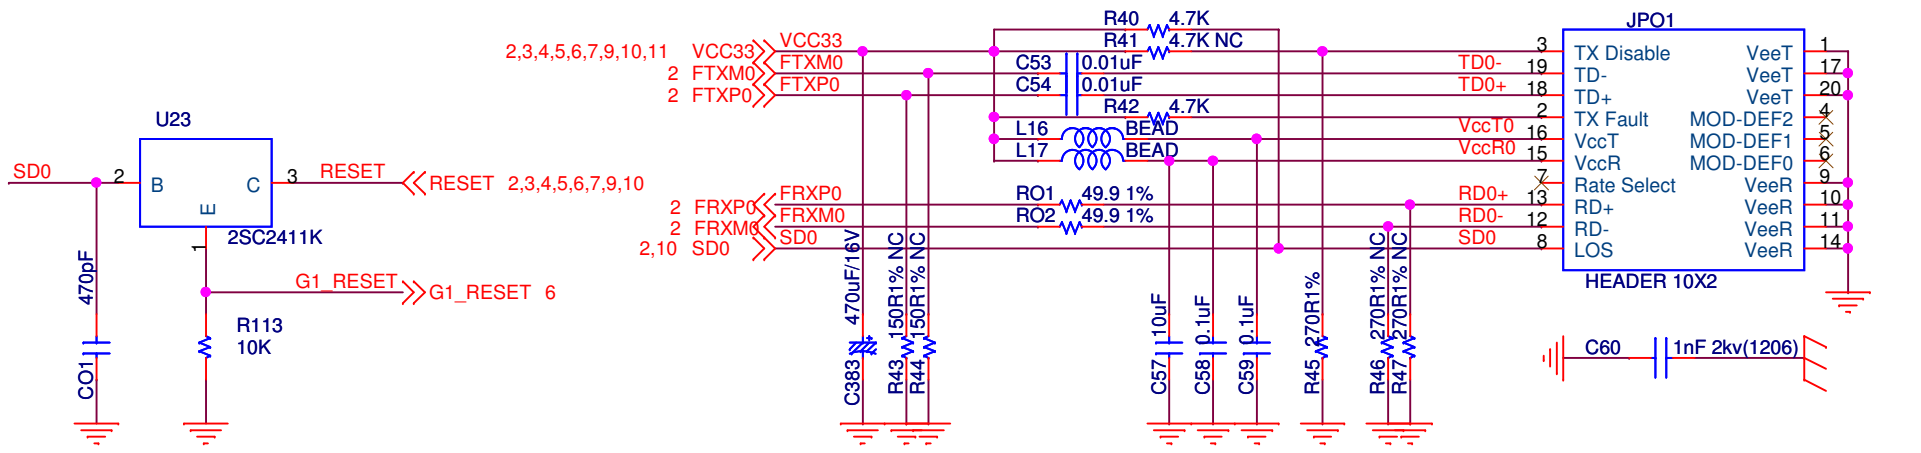 U23
SD0
2
B
C
3
RESET
RESET
2,3,4,5,6,7,9,10
E
1
2SC2411K
G1_RESET
G1_RESET
6
470pF
CO1
R113
10K
R40
4.7K
2,3,4,5,6,7,9,10,11
VCC33
VCC33
R41
4.7K NC
2
FTXM0
FTXM0
C53
0.01uF
TD0-
2
FTXP0
FTXP0
C54
0.01uF
TD0+
R42
4.7K
L16
BEAD
VccT0
L17
BEAD
VccR0
2
FRXP0
FRXP0
RO1
49.9 1%
RD0+
2
FRXM0
FRXM0
RO2
49.9 1%
RD0-
2,10
SD0
SD0
SD0
C383
470uF/16V
R43
150R1% NC
R44
150R1% NC
C57
10uF
C58
0.1uF
C59
0.1uF
R45
270R1%
R46
270R1% NC
R47
270R1% NC
JPO1
3
TX Disable
VeeT
1
19
TD-
VeeT
17
18
TD+
VeeT
20
2
TX Fault
MOD-DEF2
4
16
VccT
MOD-DEF1
5
15
VccR
MOD-DEF0
6
7
Rate Select
VeeR
9
13
RD+
VeeR
10
12
RD-
VeeR
11
8
LOS
VeeR
14
HEADER 10X2
C60
1nF 2kv(1206)